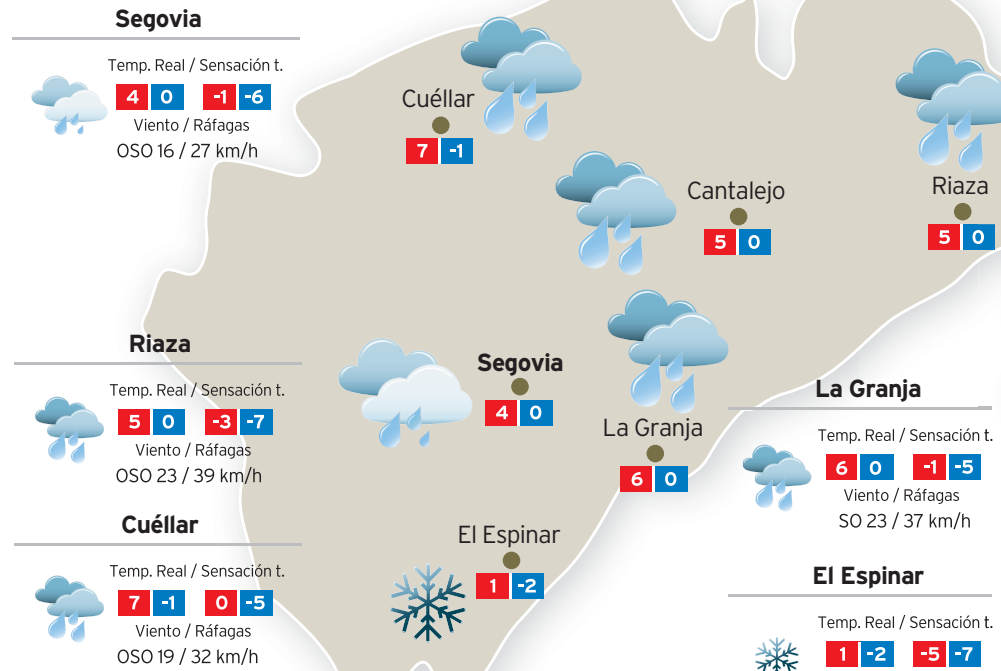 Segovia
Temp. Real / Sensación t.
4 0 -1 -6
Viento / Ráfagas
OSO 16 / 27 km/h
Cuéllar
7 -1
Cantalejo
5 0
Riaza
5 0
Segovia
4 0
La Granja
6 0
El Espinar
1 -2
Riaza
Temp. Real / Sensación t.
5 0 -3 -7
Viento / Ráfagas
OSO 23 / 39 km/h
Cuéllar
Temp. Real / Sensación t.
7 -1 0 -5
Viento / Ráfagas
OSO 19 / 32 km/h
La Granja
Temp. Real / Sensación t.
6 0 -1 -5
Viento / Ráfagas
SO 23 / 37 km/h
El Espinar
Temp. Real / Sensación t.
1 -2 -5 -7